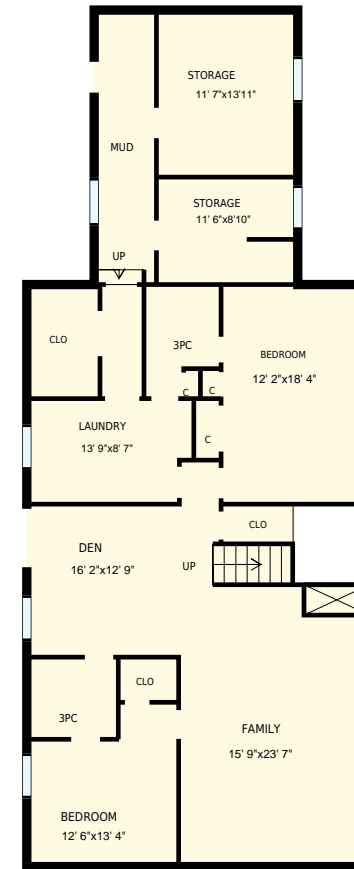 STORAGE
11' 7"x13'11"
MUD
STORAGE
11' 6"x8'10"
UP
CLO
3PC
BEDROOM
12' 2"x18' 4"
C
C
LAUNDRY
13' 9"x8' 7"
C
CLO
DEN
16' 2"x12' 9"
UP
CLO
3PC
FAMILY
15' 9"x23' 7"
BEDROOM
12' 6"x13' 4"